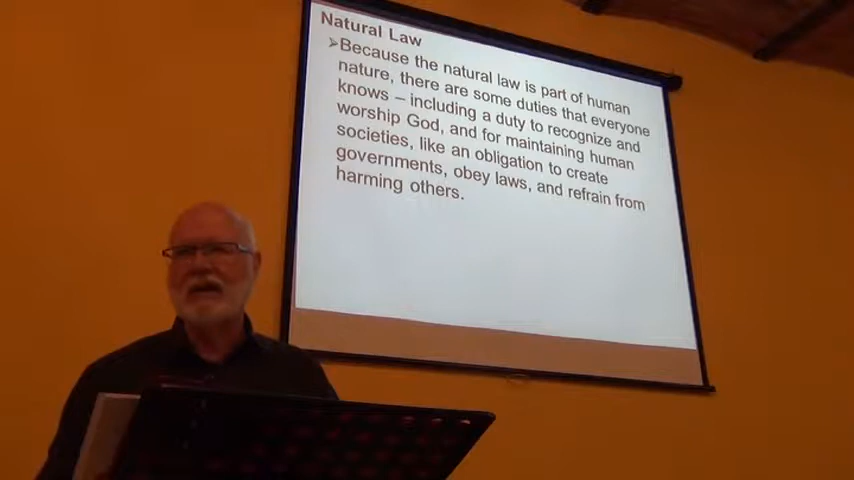 Natural Law
➢Because the natural law is part of human
nature, there are some duties that everyone
knows – including a duty to recognize and
worship God, and for maintaining human
societies, like an obligation to create
governments, obey laws, and refrain from
harming others.